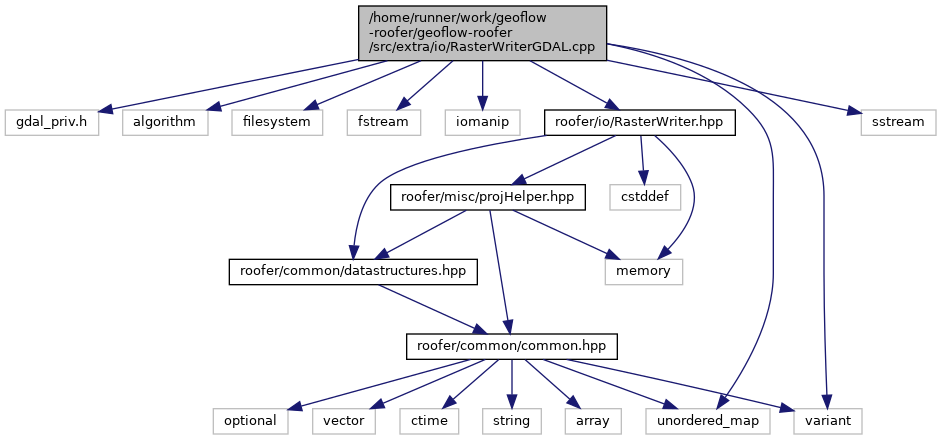 /home/runner/work/geoflow
-roofer/geoflow-roofer
/src/extra/io/RasterWriterGDAL.cpp
gdal_priv.h
algorithm
filesystem
fstream
iomanip
roofer/io/RasterWriter.hpp
sstream
roofer/misc/projHelper.hpp
cstddef
roofer/common/datastructures.hpp
memory
roofer/common/common.hpp
optional
vector
ctime
string
array
unordered_map
variant